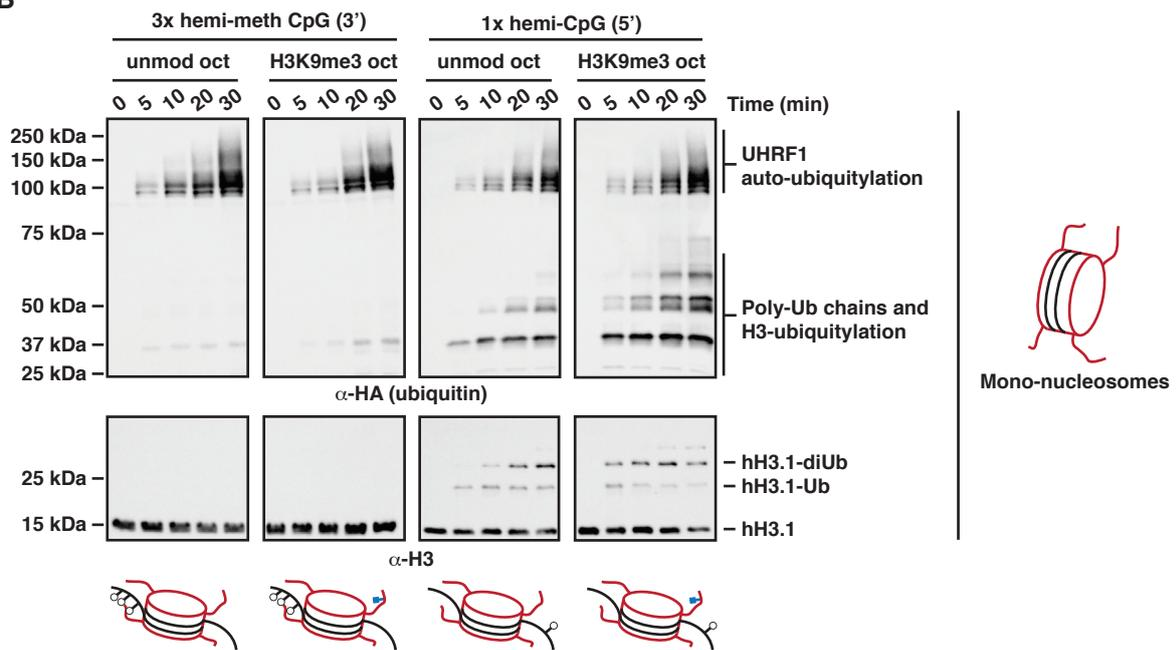 B
3x hemi-meth CpG (3’)
1x hemi-CpG (5’)
unmod oct
H3K9me3 oct
unmod oct
H3K9me3 oct
0 5 10 20 30
0 5 10 20 30
0 5 10 20 30
0 5 10 20 30
Time (min)
250 kDa
150 kDa
100 kDa
75 kDa
50 kDa
37 kDa
25 kDa
UHRF1
auto-ubiquitylation
Poly-Ub chains and
H3-ubiquitylation
Mono-nucleosomes
α-HA (ubiquitin)
25 kDa
15 kDa
hH3.1-diUb
hH3.1-Ub
hH3.1
α-H3